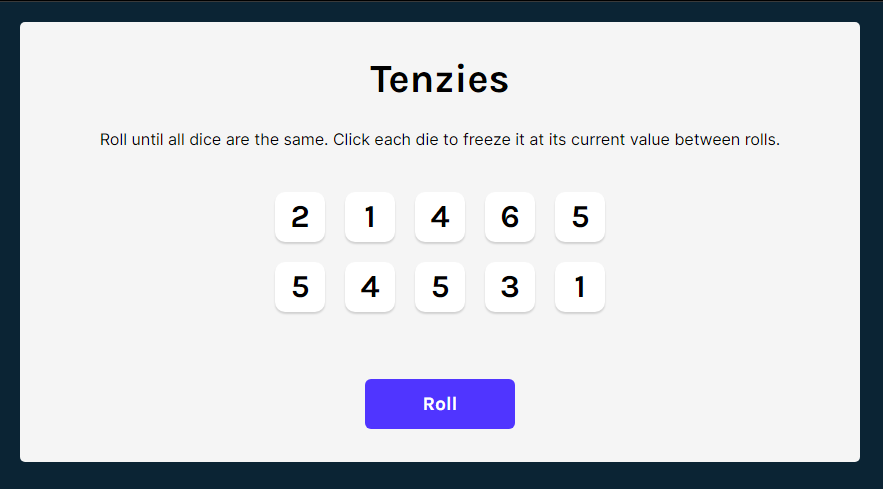 Tenzies
Roll until all dice are the same. Click each die to freeze it at its current value between rolls.
2 1 4 6 5
5 4 5 3 1
Roll